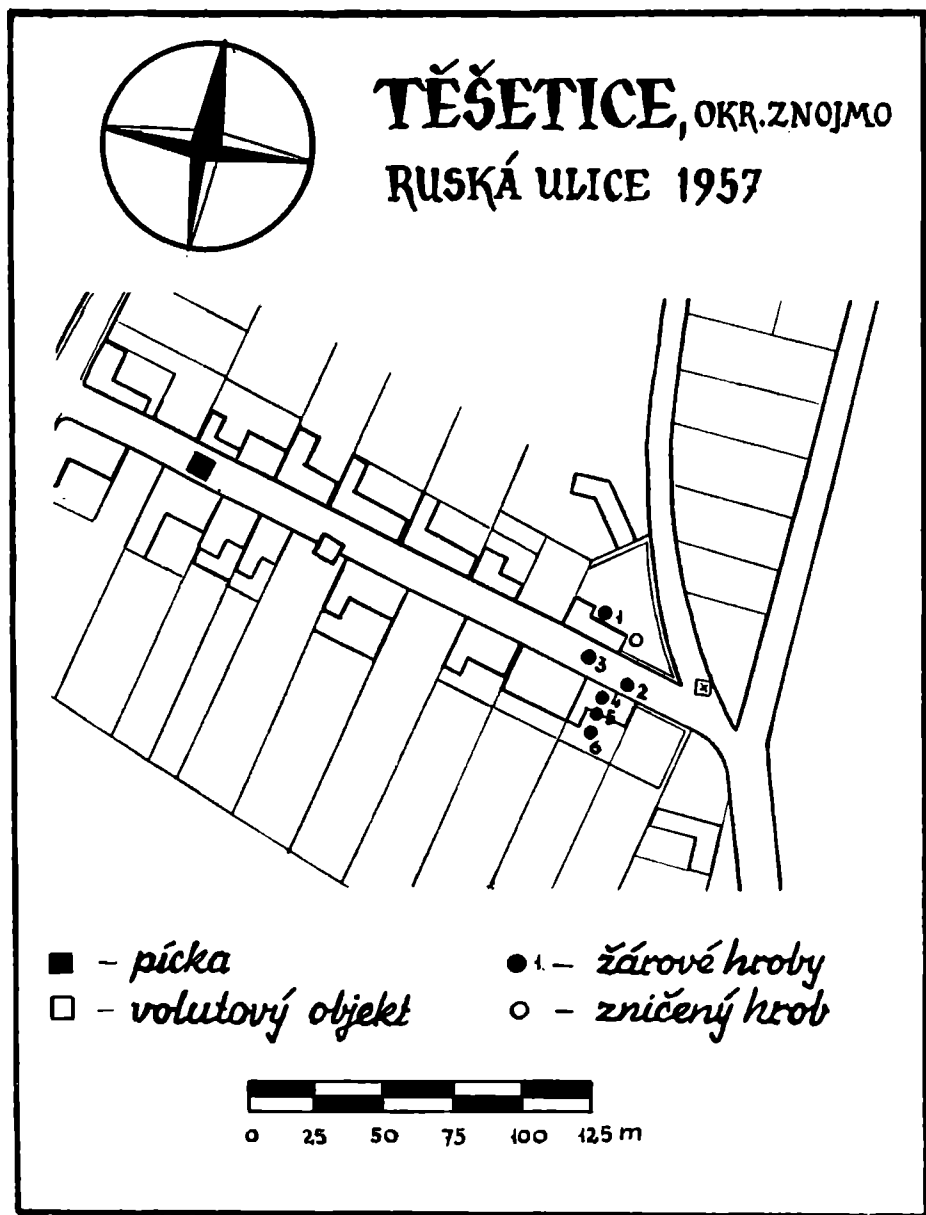 TĚŠETICE, OKR. ZNOJMO
RUSKÁ ULICE 1957
1
3
2
4
5
6
– pícka
1 – žárové hroby
– volutový objekt
– zničený hrob
0 25 50 75 100 125 m